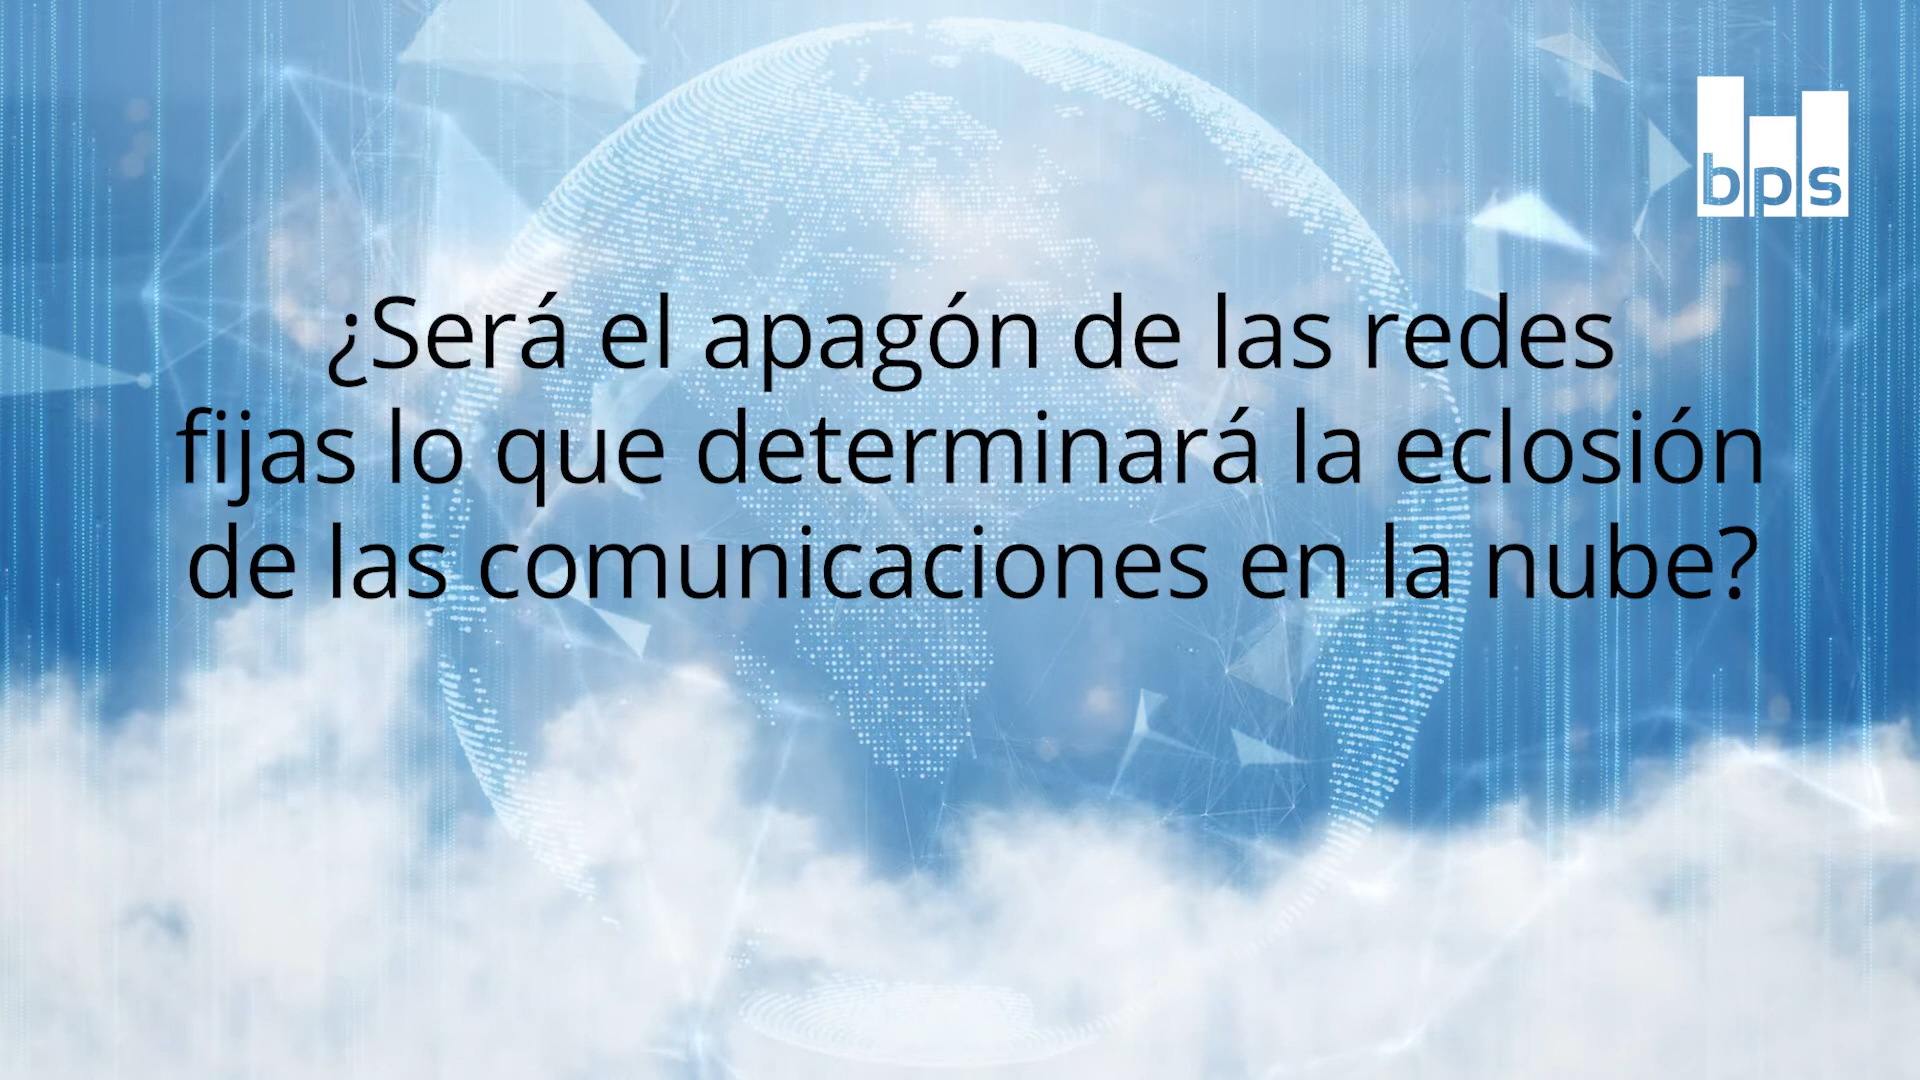 bps
¿Será el apagón de las redes
fijas lo que determinará la eclosión
de las comunicaciones en la nube?